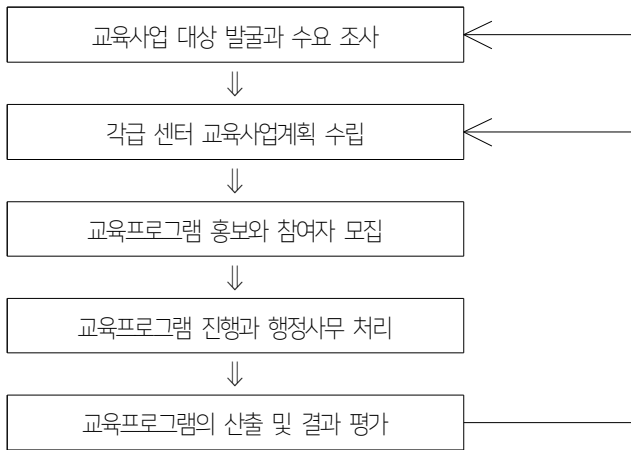 교육사업 대상 발굴과 수요 조사
⇓
각급 센터 교육사업계획 수립
⇓
교육프로그램 홍보와 참여자 모집
⇓
교육프로그램 진행과 행정사무 처리
⇓
교육프로그램의 산출 및 결과 평가